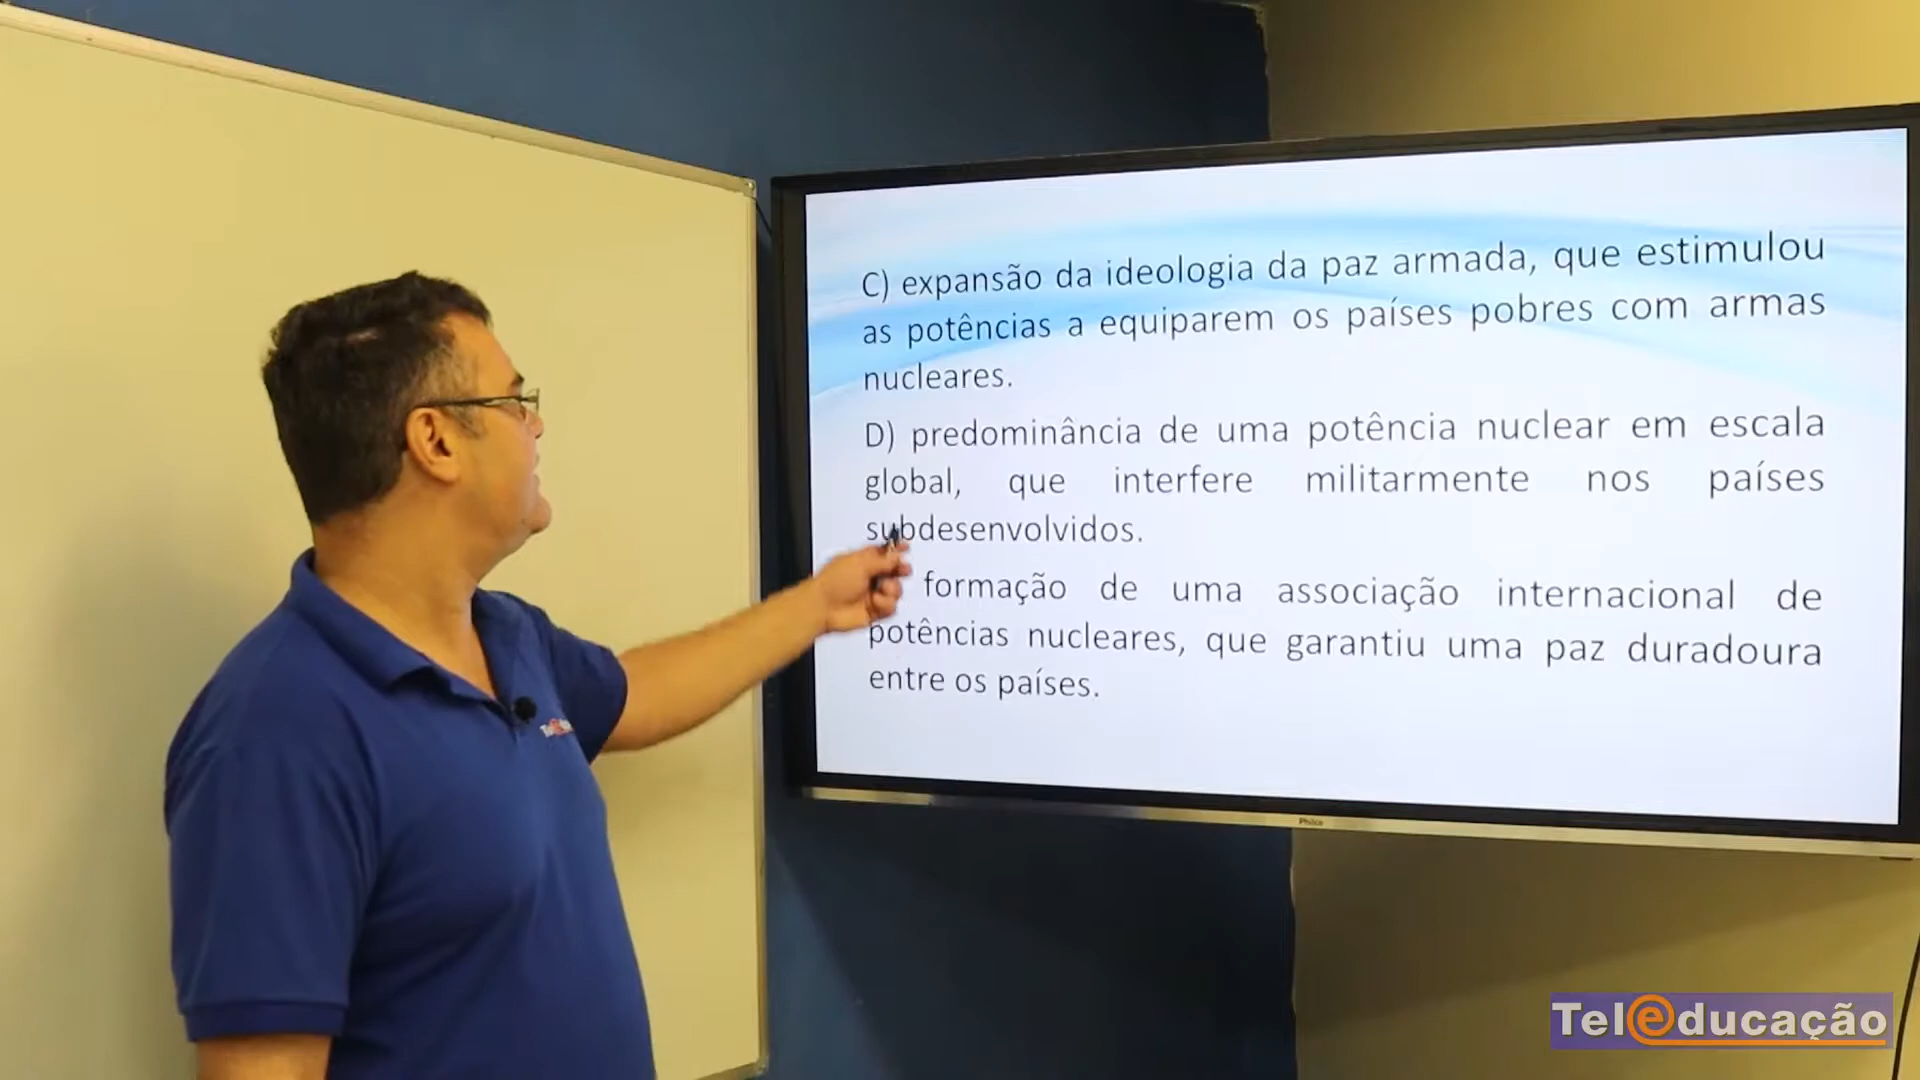 C) expansão da ideologia da paz armada, que estimulou
as potências a equiparem os países pobres com armas
nucleares.
D) predominância de uma potência nuclear em escala
global, que interfere militarmente nos países
subdesenvolvidos.
formação de uma associação internacional de
potências nucleares, que garantiu uma paz duradoura
entre os países.
Philco
Teleducação